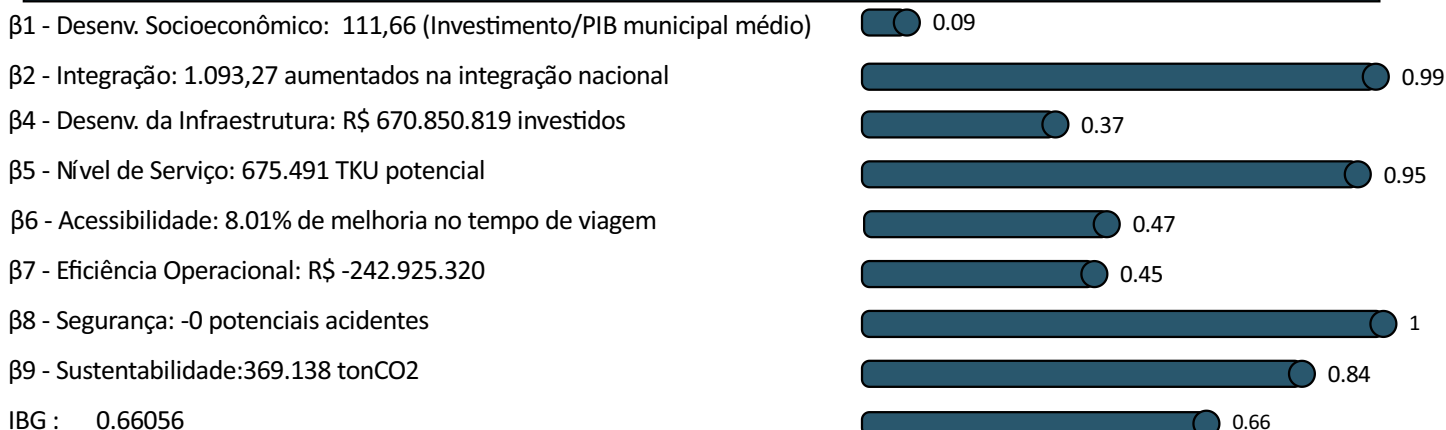 β1 - Desenv. Socioeconômico: 111,66 (Investimento/PIB municipal médio) 0.09
β2 - Integração: 1.093,27 aumentados na integração nacional 0.99
β4 - Desenv. da Infraestrutura: R$ 670.850.819 investidos 0.37
β5 - Nível de Serviço: 675.491 TKU potencial 0.95
β6 - Acessibilidade: 8.01% de melhoria no tempo de viagem 0.47
β7 - Eficiência Operacional: R$ -242.925.320 0.45
β8 - Segurança: -0 potenciais acidentes 1
β9 - Sustentabilidade:369.138 tonCO2 0.84
IBG : 0.66056 0.66